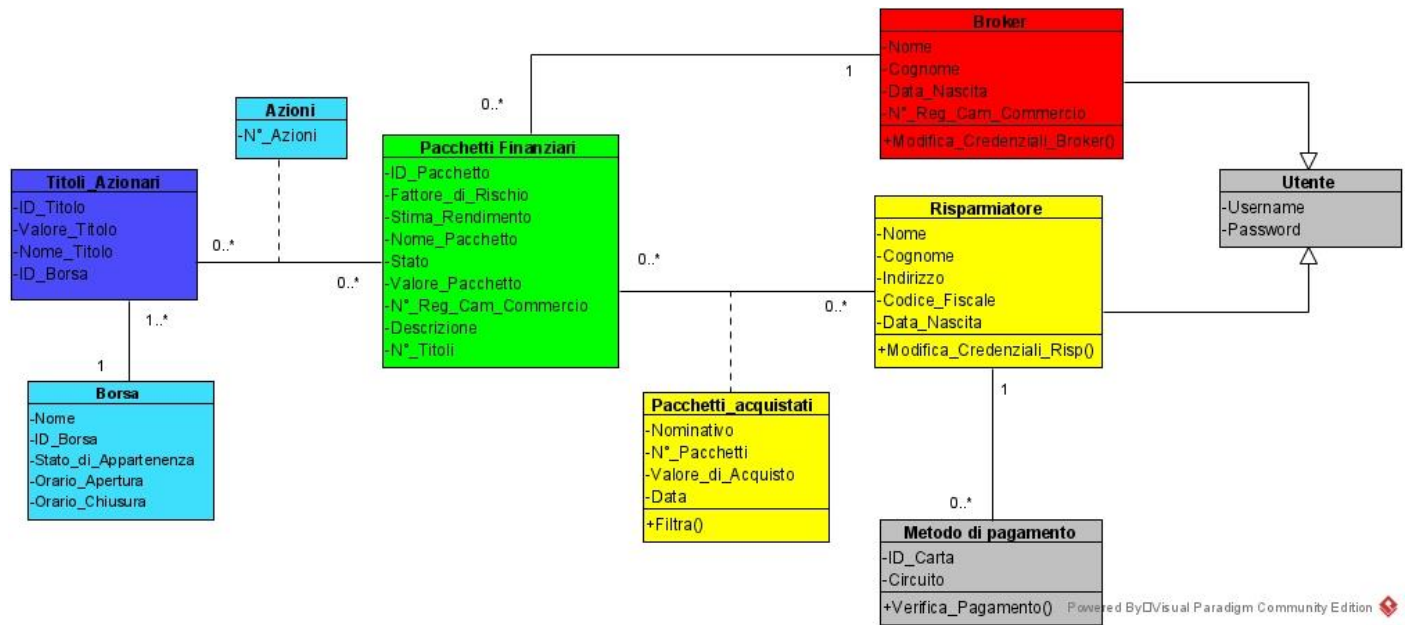 Broker
-Nome
-Cognome
-Data_Nascita
-N°_Reg_Cam_Commercio
+Modifica_Credenziali_Broker()
1
0..*
Azioni
-N°_Azioni
Pacchetti Finanziari
-ID_Pacchetto
-Fattore_di_Rischio
-Stima_Rendimento
-Nome_Pacchetto
-Stato
-Valore_Pacchetto
-N°_Reg_Cam_Commercio
-Descrizione
-N°_Titoli
Titoli_Azionari
-ID_Titolo
-Valore_Titolo
-Nome_Titolo
-ID_Borsa
0..*
0..*
1..*
1
Borsa
-Nome
-ID_Borsa
-Stato_di_Appartenenza
-Orario_Apertura
-Orario_Chiusura
0..*
0..*
Risparmiatore
-Nome
-Cognome
-Indirizzo
-Codice_Fiscale
-Data_Nascita
+Modifica_Credenziali_Risp()
Utente
-Username
-Password
Pacchetti_acquistati
-Nominativo
-N°_Pacchetti
-Valore_di_Acquisto
-Data
+Filtra()
1
0..*
Metodo di pagamento
-ID_Carta
-Circuito
+Verifica_Pagamento()
Powered By□Visual Paradigm Community Edition